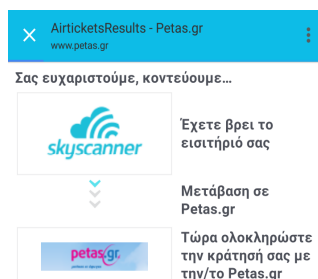 AirticketsResults - Petas.gr
www.petas.gr
Σας ευχαριστούμε, κοντεύουμε...
skyscanner
Έχετε βρει το
εισιτήριό σας
Μετάβαση σε
Petas.gr
petas.gr
Τώρα ολοκληρώστε
την κράτησή σας με
την/το Petas.gr